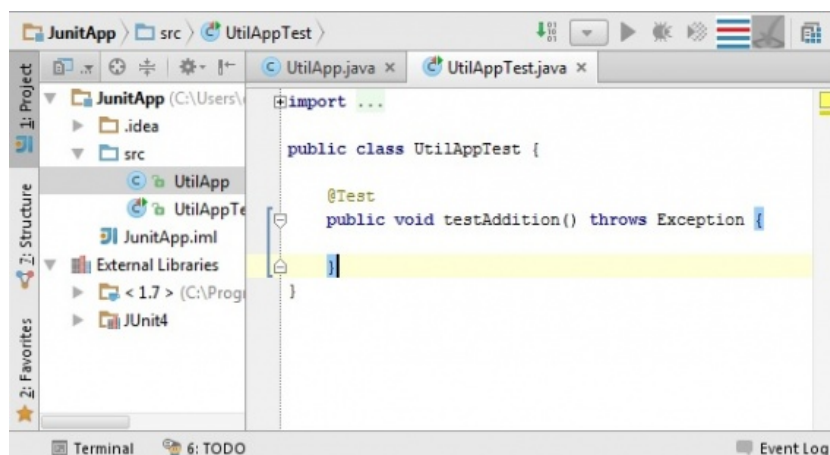 JunitApp src UtilAppTest
1: Project
UtilApp.java × UtilAppTest.java ×
JunitApp (C:\Users\
.idea
src
UtilApp
UtilAppTe
JunitApp.iml
External Libraries
< 1.7 > (C:\Progr
JUnit4
7: Structure
2: Favorites
import ...
public class UtilAppTest {
@Test
public void testAddition() throws Exception {
}
}
Terminal 6: TODO Event Log